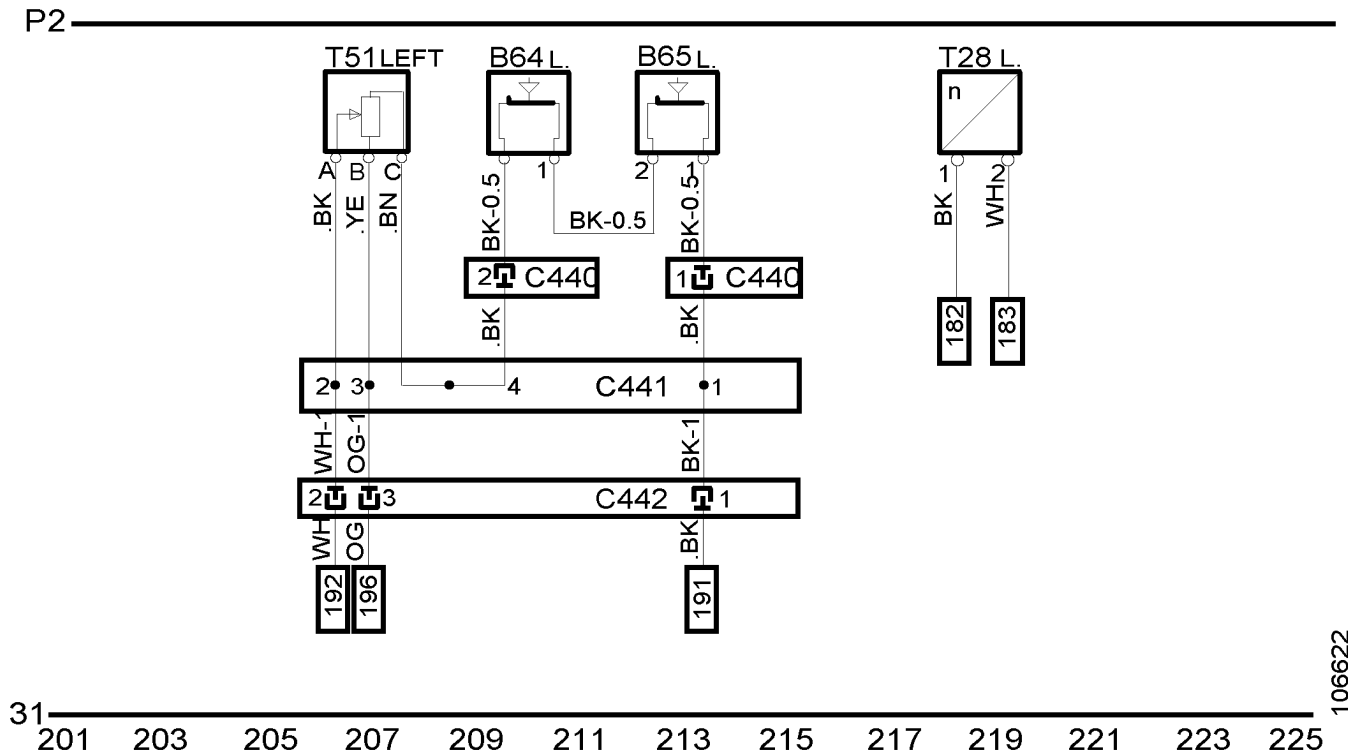 P2
T51 LEFT B64 L. B65 L. T28 L.
n
A B C 1 2 1 1 2
.BK .YE .BN BK-0.5 BK-0.5 BK-0.5 BK WH
2 C440 1 C440
.BK .BK 182 183
2 3 4 C441 1
WH-1 OG-1 BK-1
2 3 C442 1
WH OG .BK
192 196 191
106622
31
201 203 205 207 209 211 213 215 217 219 221 223 225